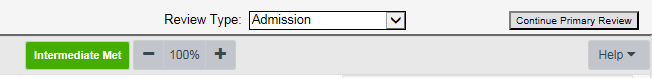 Review Type: Admission Continue Primary Review
Intermediate Met − 100% + Help